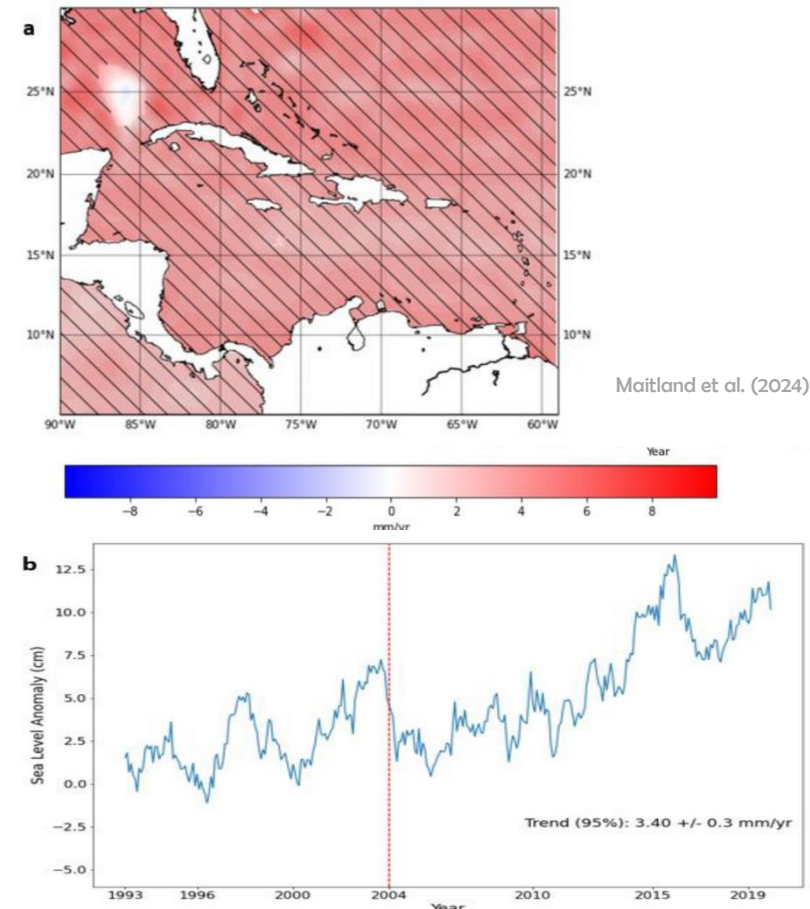 a
25°N 25°N
20°N 20°N
15°N 15°N
10°N 10°N
Maitland et al. (2024)
90°W 85°W 80°W 75°W 70°W 65°W 60°W
Year
−8 −6 −4 −2 0 2 4 6 8
mm/yr
b
12.5
10.0
7.5
5.0
2.5
0.0
−2.5
−5.0
Sea Level Anomaly (cm)
Trend (95%): 3.40 +/- 0.3 mm/yr
1993 1996 2000 2004 2010 2015 2019
Year